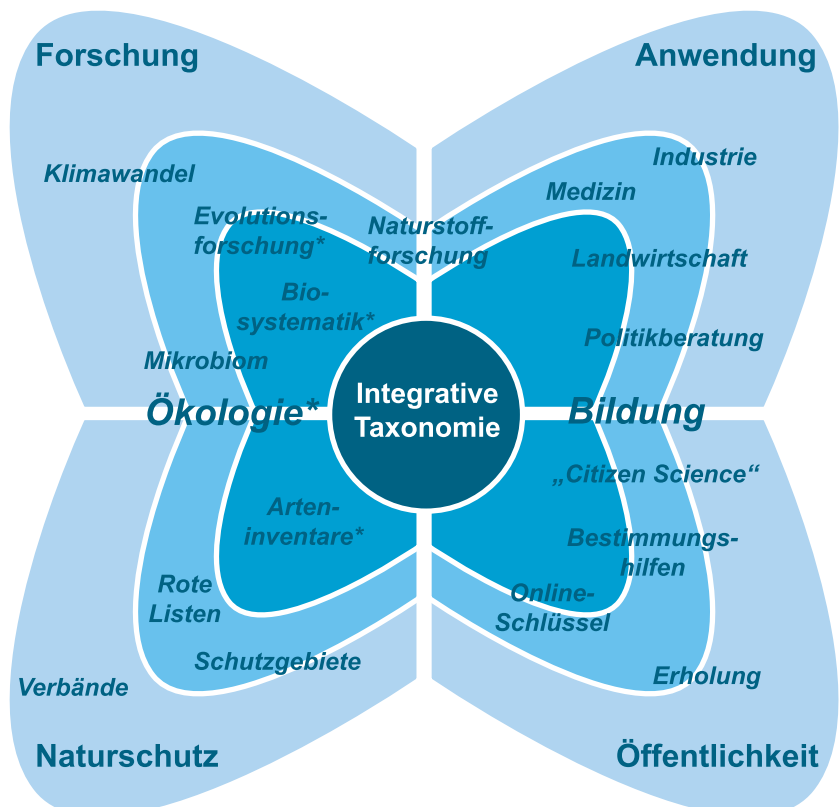 Forschung
Anwendung
Klimawandel
Industrie
Medizin
Evolutions-
forschung*
Naturstoff-
forschung
Landwirtschaft
Bio-
systematik*
Politikberatung
Mikrobiom
Ökologie*
Integrative
Taxonomie
Bildung
„Citizen Science“
Arten-
inventare*
Bestimmungs-
hilfen
Rote
Listen
Online-
Schlüssel
Schutzgebiete
Erholung
Verbände
Naturschutz
Öffentlichkeit